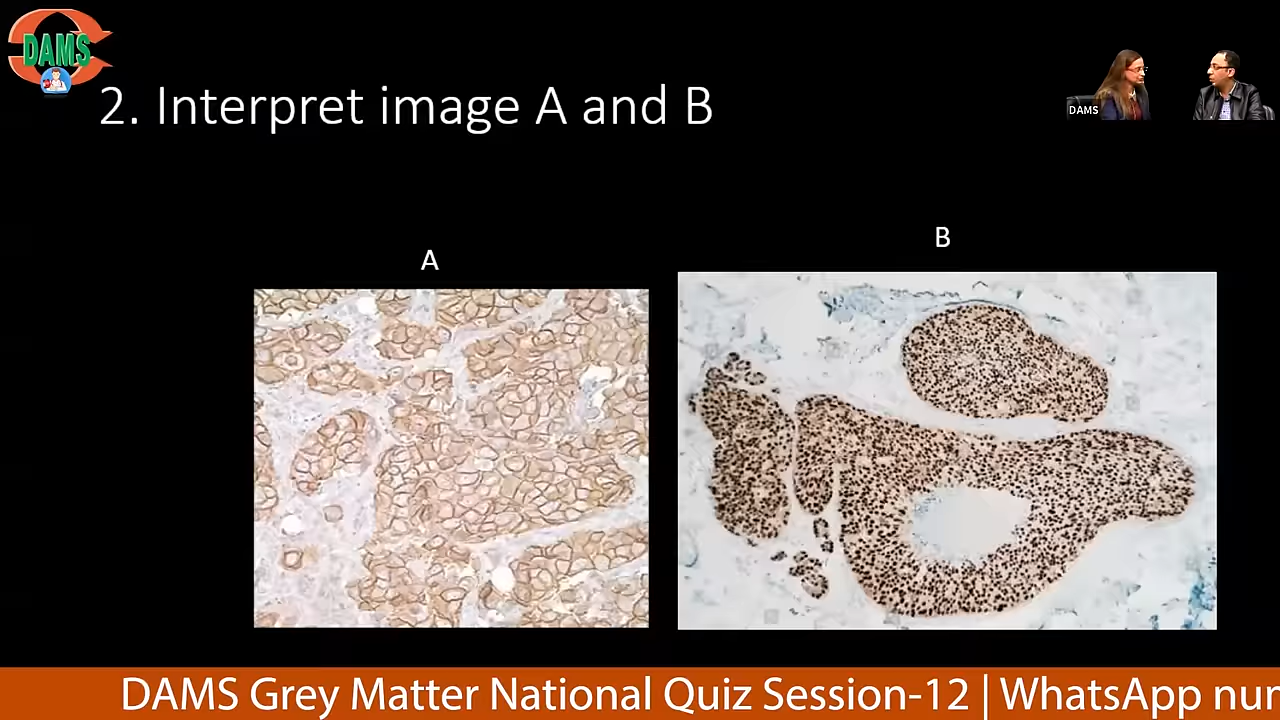 DAMS
2. Interpret image A and B
DAMS
A
B
DAMS Grey Matter National Quiz Session-12 | WhatsApp nur